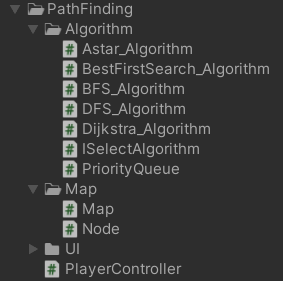 PathFinding
Algorithm
Astar_Algorithm
BestFirstSearch_Algorithm
BFS_Algorithm
DFS_Algorithm
Dijkstra_Algorithm
ISelectAlgorithm
PriorityQueue
Map
Map
Node
UI
PlayerController